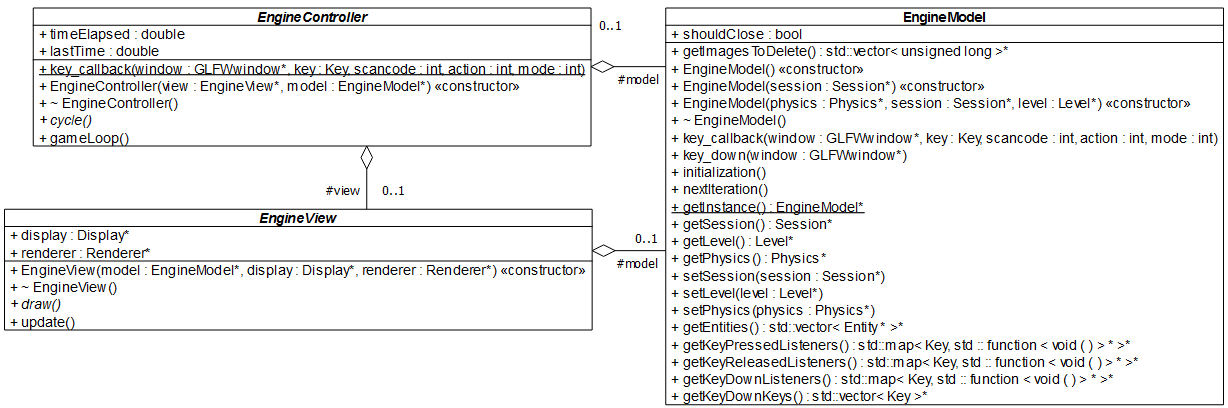 EngineController
+ timeElapsed : double
+ lastTime : double
+ key_callback(window : GLFWwindow*, key : Key, scancode : int, action : int, mode : int)
+ EngineController(view : EngineView*, model : EngineModel*) «constructor»
+ ~ EngineController()
+ cycle()
+ gameLoop()
0..1
#model
#view
0..1
EngineView
+ display : Display*
+ renderer : Renderer*
+ EngineView(model : EngineModel*, display : Display*, renderer : Renderer*) «constructor»
+ ~ EngineView()
+ draw()
+ update()
0..1
#model
EngineModel
+ shouldClose : bool
+ getImagesToDelete() : std::vector< unsigned long >*
+ EngineModel() «constructor»
+ EngineModel(session : Session*) «constructor»
+ EngineModel(physics : Physics*, session : Session*, level : Level*) «constructor»
+ ~ EngineModel()
+ key_callback(window : GLFWwindow*, key : Key, scancode : int, action : int, mode : int)
+ key_down(window : GLFWwindow*)
+ initialization()
+ nextIteration()
+ getInstance() : EngineModel*
+ getSession() : Session*
+ getLevel() : Level*
+ getPhysics() : Physics*
+ setSession(session : Session*)
+ setLevel(level : Level*)
+ setPhysics(physics : Physics*)
+ getEntities() : std::vector< Entity * >*
+ getKeyPressedListeners() : std::map< Key, std :: function < void ( ) > * >*
+ getKeyReleasedListeners() : std::map< Key, std :: function < void ( ) > * >*
+ getKeyDownListeners() : std::map< Key, std :: function < void ( ) > * >*
+ getKeyDownKeys() : std::vector< Key >*